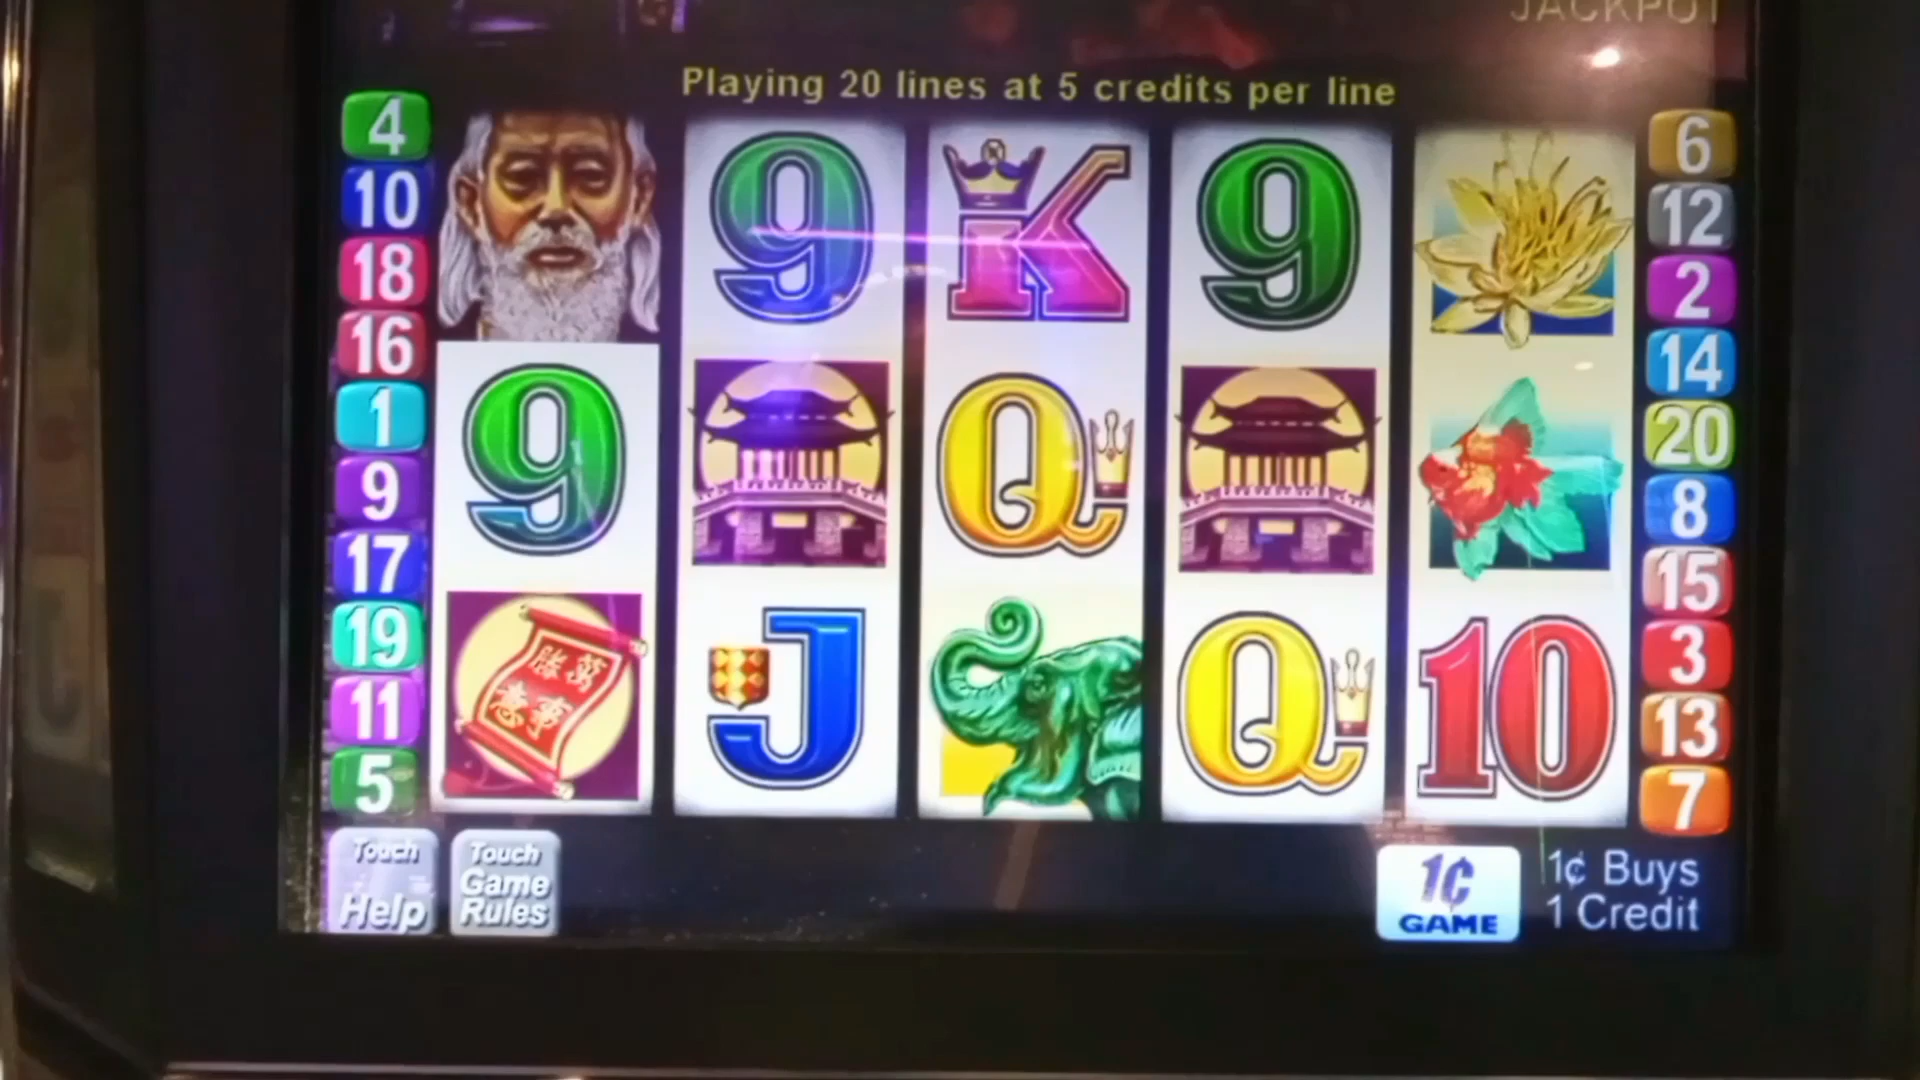 JACKPOT
Playing 20 lines at 5 credits per line
4
10
18
16
1
9
17
19
11
5
9
K
9
9
Q
J
Q
10
6
12
2
14
20
8
15
3
13
7
Touch
Help
Touch
Game
Rules
1¢
GAME
1¢ Buys
1 Credit